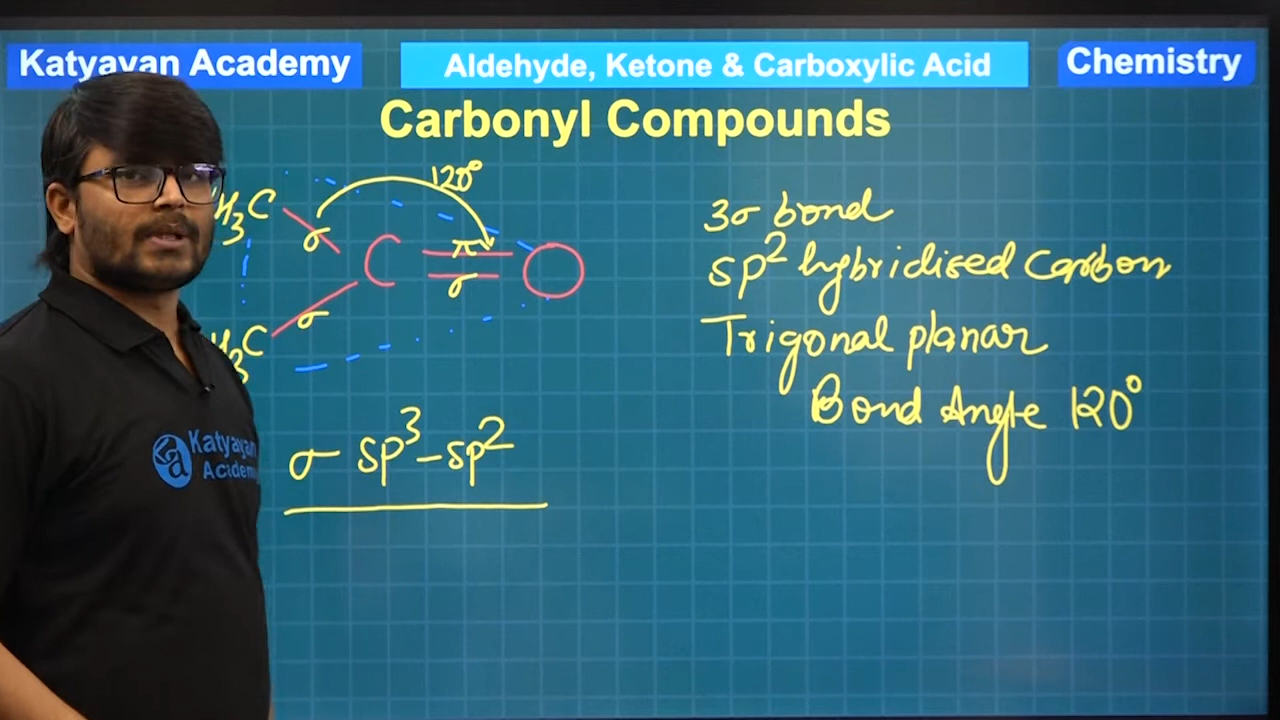 Katyayan Academy
Aldehyde, Ketone & Carboxylic Acid
Chemistry
Carbonyl Compounds
120°
H3C
σ
C
π
σ
O
σ
H3C
3σ bond
sp² hybridised Carbon
Trigonal planar
Bond Angle 120°
σ sp³-sp²
Katyayan
Academy